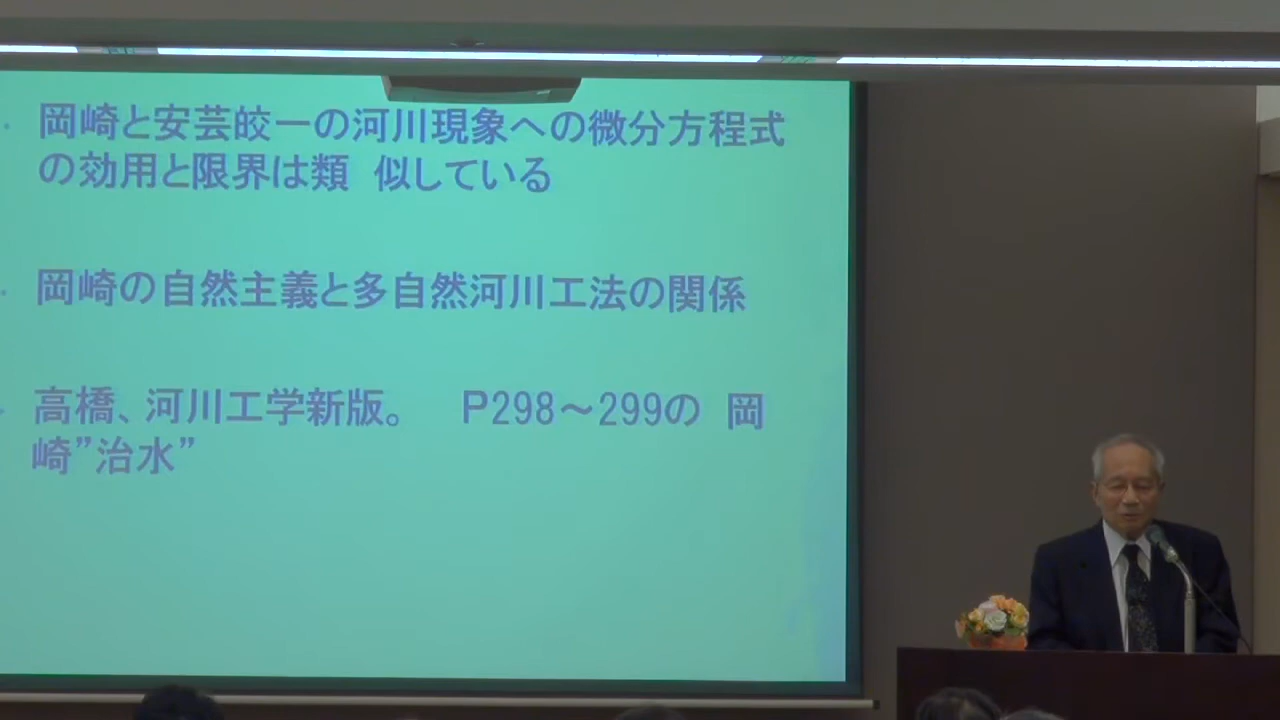 ・岡崎と安芸皎一の河川現象への微分方程式
の効用と限界は類　似している
・岡崎の自然主義と多自然河川工法の関係
・高橋、河川工学新版。　P298～299の　岡
崎”治水”